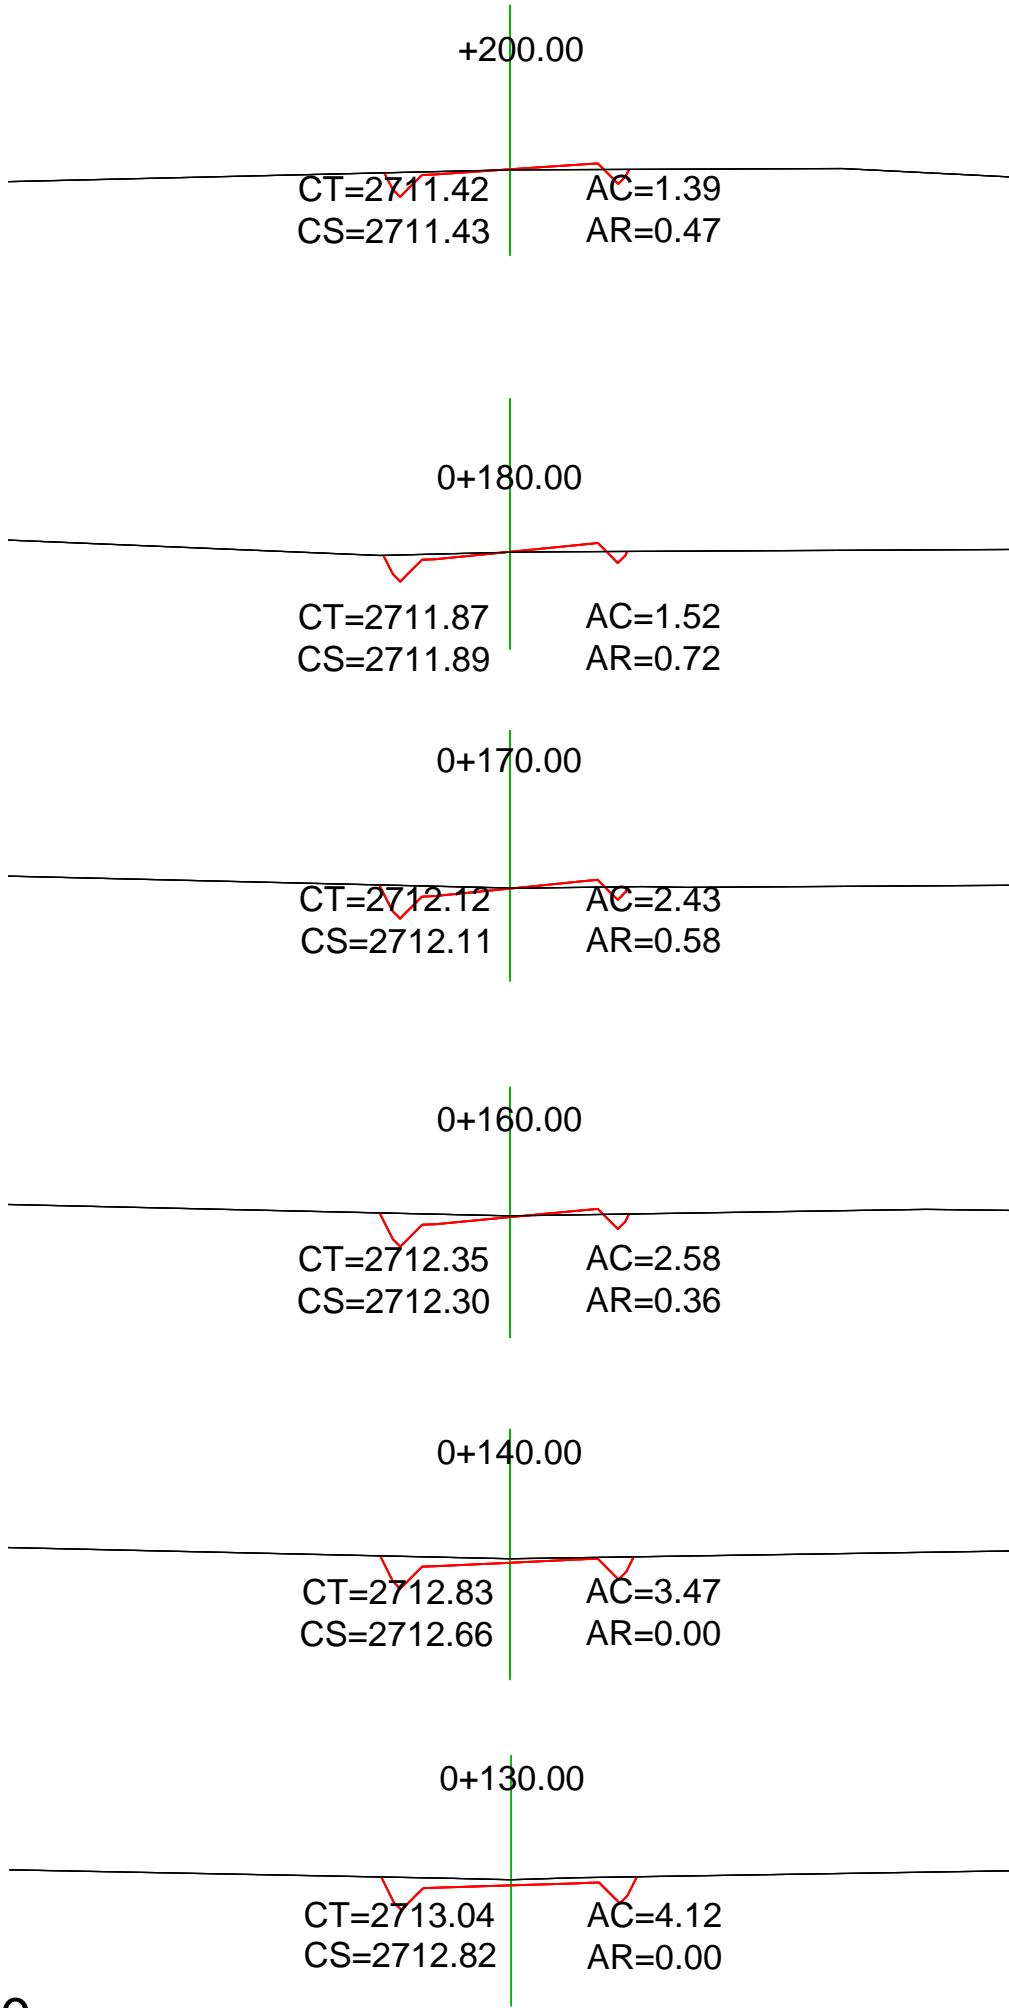 +200.00
CT=2711.42 AC=1.39
CS=2711.43 AR=0.47
0+180.00
CT=2711.87 AC=1.52
CS=2711.89 AR=0.72
0+170.00
CT=2712.12 AC=2.43
CS=2712.11 AR=0.58
0+160.00
CT=2712.35 AC=2.58
CS=2712.30 AR=0.36
0+140.00
CT=2712.83 AC=3.47
CS=2712.66 AR=0.00
0+130.00
CT=2713.04 AC=4.12
CS=2712.82 AR=0.00